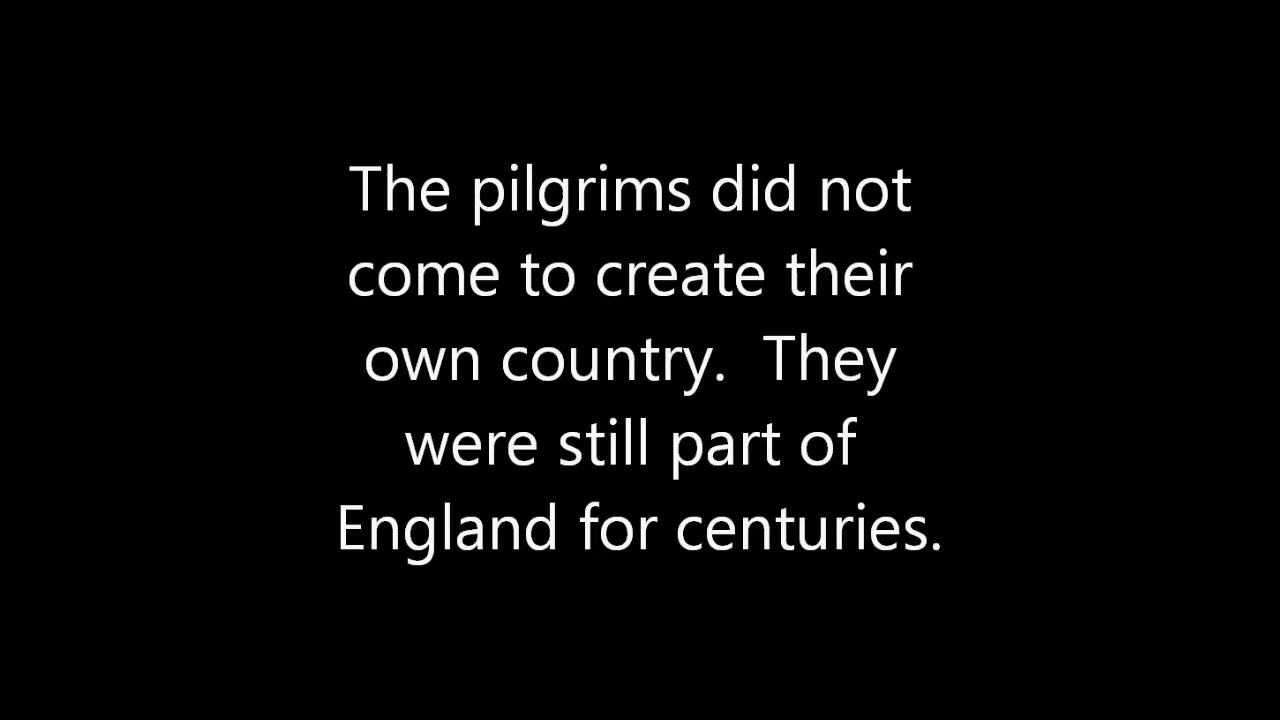 The pilgrims did not
come to create their
own country.  They
were still part of
England for centuries.